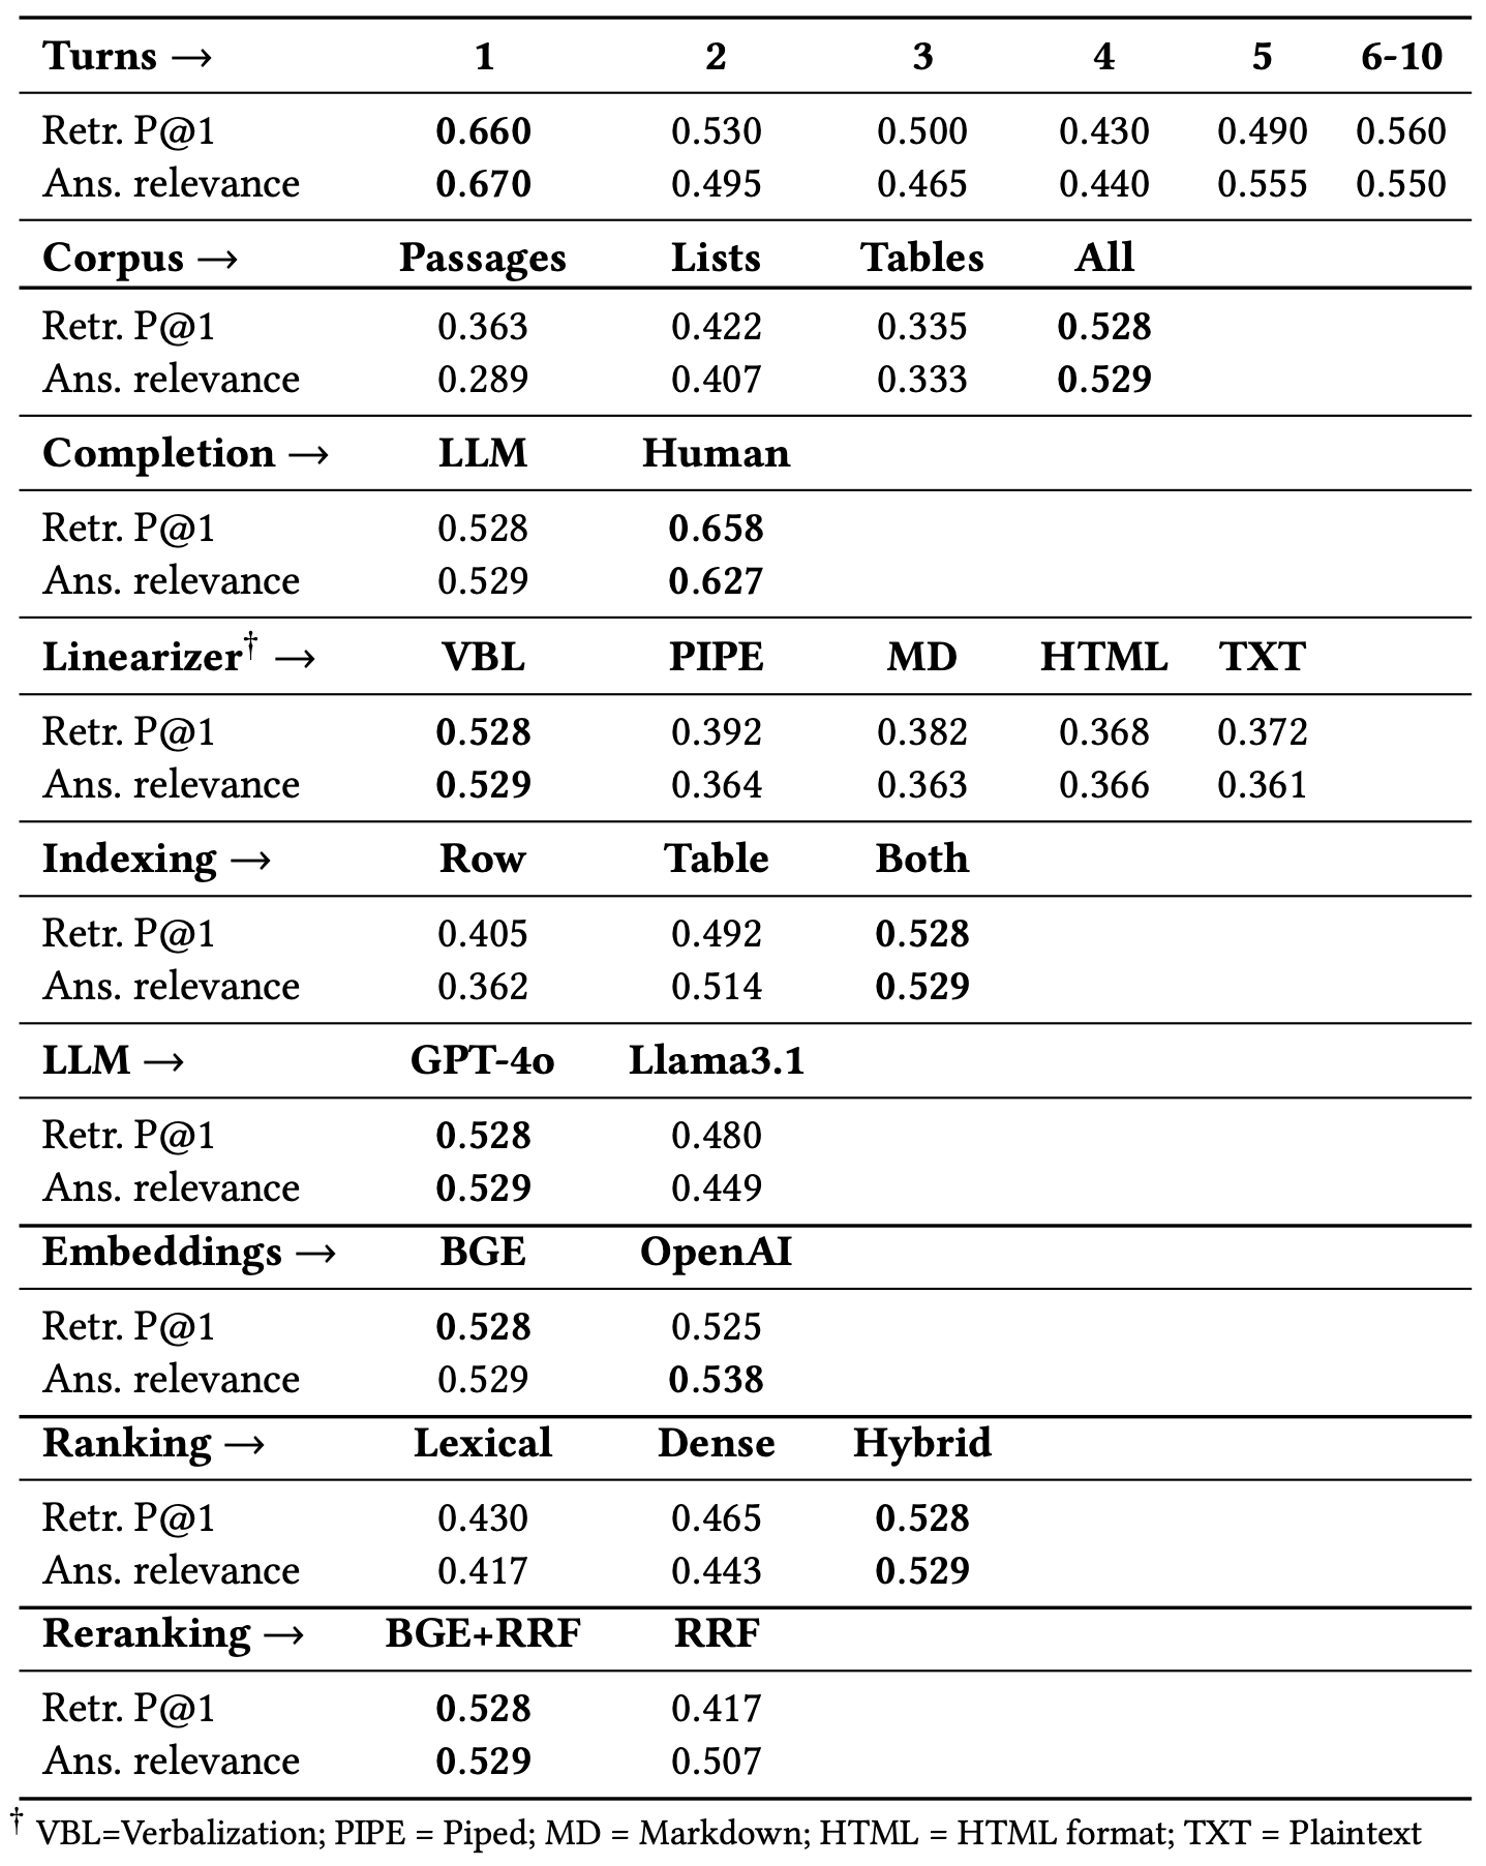 Turns → 1 2 3 4 5 6-10
Retr. P@1 0.660 0.530 0.500 0.430 0.490 0.560
Ans. relevance 0.670 0.495 0.465 0.440 0.555 0.550
Corpus → Passages Lists Tables All
Retr. P@1 0.363 0.422 0.335 0.528
Ans. relevance 0.289 0.407 0.333 0.529
Completion → LLM Human
Retr. P@1 0.528 0.658
Ans. relevance 0.529 0.627
Linearizer† → VBL PIPE MD HTML TXT
Retr. P@1 0.528 0.392 0.382 0.368 0.372
Ans. relevance 0.529 0.364 0.363 0.366 0.361
Indexing → Row Table Both
Retr. P@1 0.405 0.492 0.528
Ans. relevance 0.362 0.514 0.529
LLM → GPT-4o Llama3.1
Retr. P@1 0.528 0.480
Ans. relevance 0.529 0.449
Embeddings → BGE OpenAI
Retr. P@1 0.528 0.525
Ans. relevance 0.529 0.538
Ranking → Lexical Dense Hybrid
Retr. P@1 0.430 0.465 0.528
Ans. relevance 0.417 0.443 0.529
Reranking → BGE+RRF RRF
Retr. P@1 0.528 0.417
Ans. relevance 0.529 0.507
† VBL=Verbalization; PIPE = Piped; MD = Markdown; HTML = HTML format; TXT = Plaintext